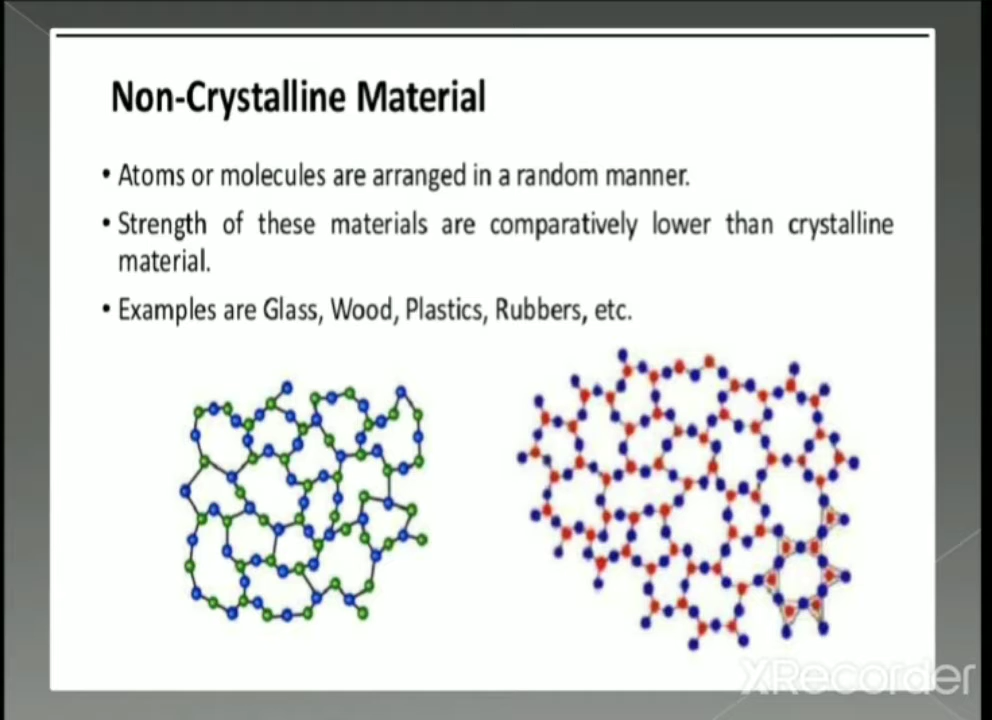 Non-Crystalline Material
• Atoms or molecules are arranged in a random manner.
• Strength of these materials are comparatively lower than crystalline
material.
• Examples are Glass, Wood, Plastics, Rubbers, etc.
XRecorder